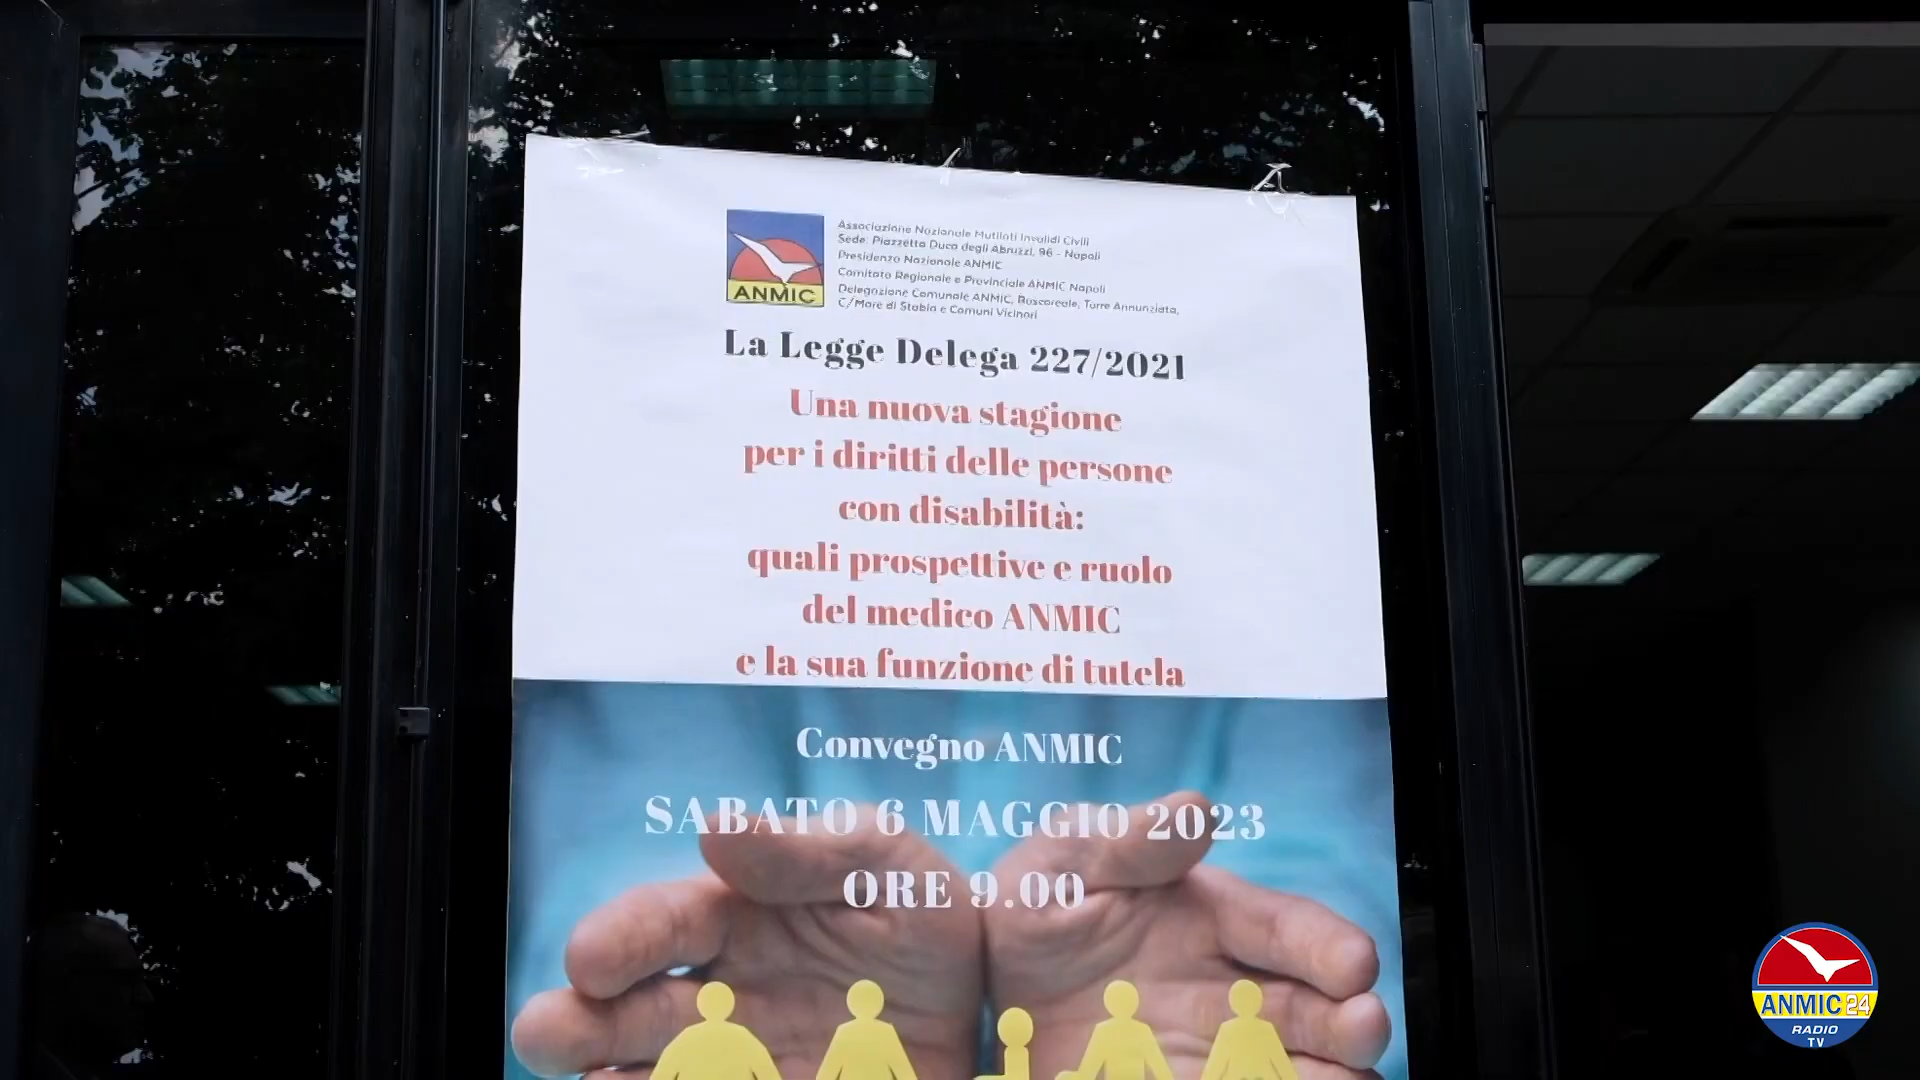 Associazione Nazionale Mutilati Invalidi Civili
Sede: Piazzetta Duca degli Abruzzi, 96 - Napoli
Presidenza Nazionale ANMIC
Comitato Regionale e Provinciale ANMIC Napoli
Delegazione Comunale ANMIC, Boscoreale, Torre Annunziata,
C/Mare di Stabia e Comuni Vicinori
ANMIC
La Legge Delega 227/2021
Una nuova stagione
per i diritti delle persone
con disabilità:
quali prospettive e ruolo
del medico ANMIC
e la sua funzione di tutela
Convegno ANMIC
SABATO 6 MAGGIO 2023
ORE 9.00
ANMIC 24
RADIO
TV